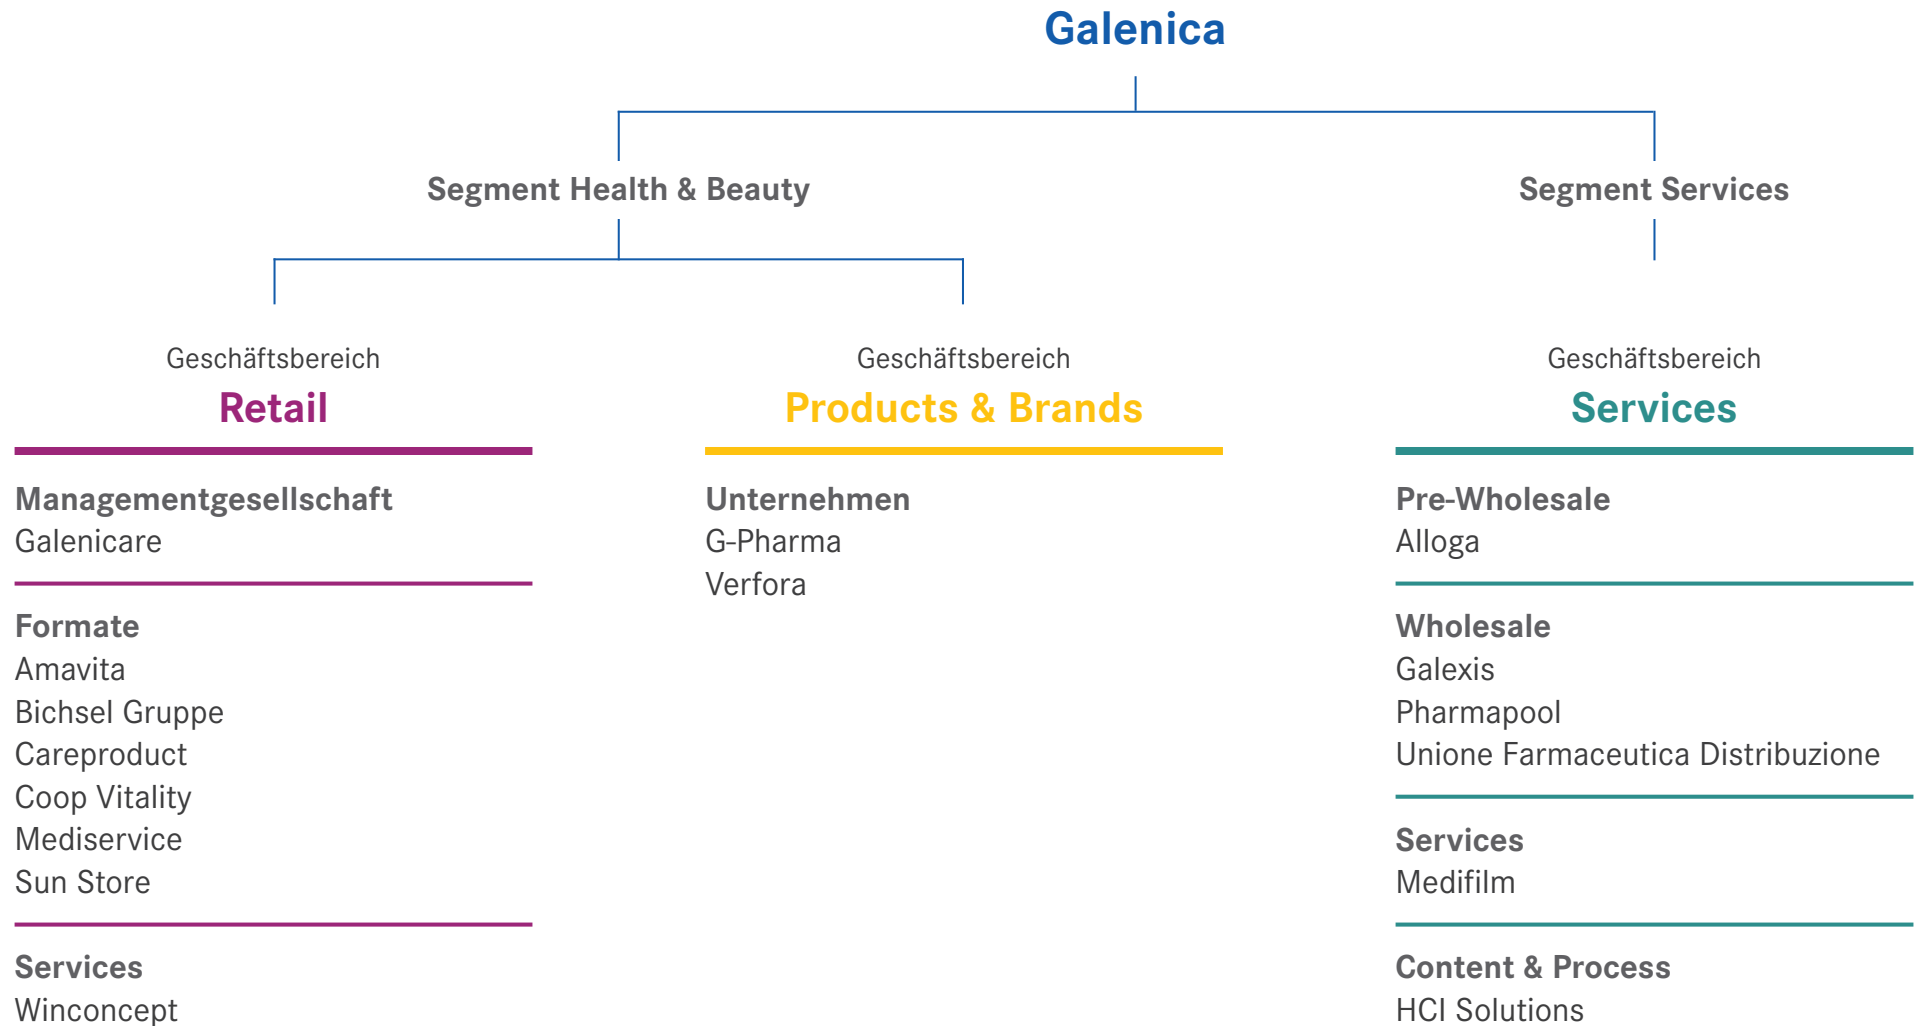 Galenica
Segment Health & Beauty
Segment Services
Geschäftsbereich
Retail
Managementgesellschaft
Galenicare
Formate
Amavita
Bichsel Gruppe
Careproduct
Coop Vitality
Mediservice
Sun Store
Services
Winconcept
Geschäftsbereich
Products & Brands
Unternehmen
G-Pharma
Verfora
Geschäftsbereich
Services
Pre-Wholesale
Alloga
Wholesale
Galexis
Pharmapool
Unione Farmaceutica Distribuzione
Services
Medifilm
Content & Process
HCI Solutions